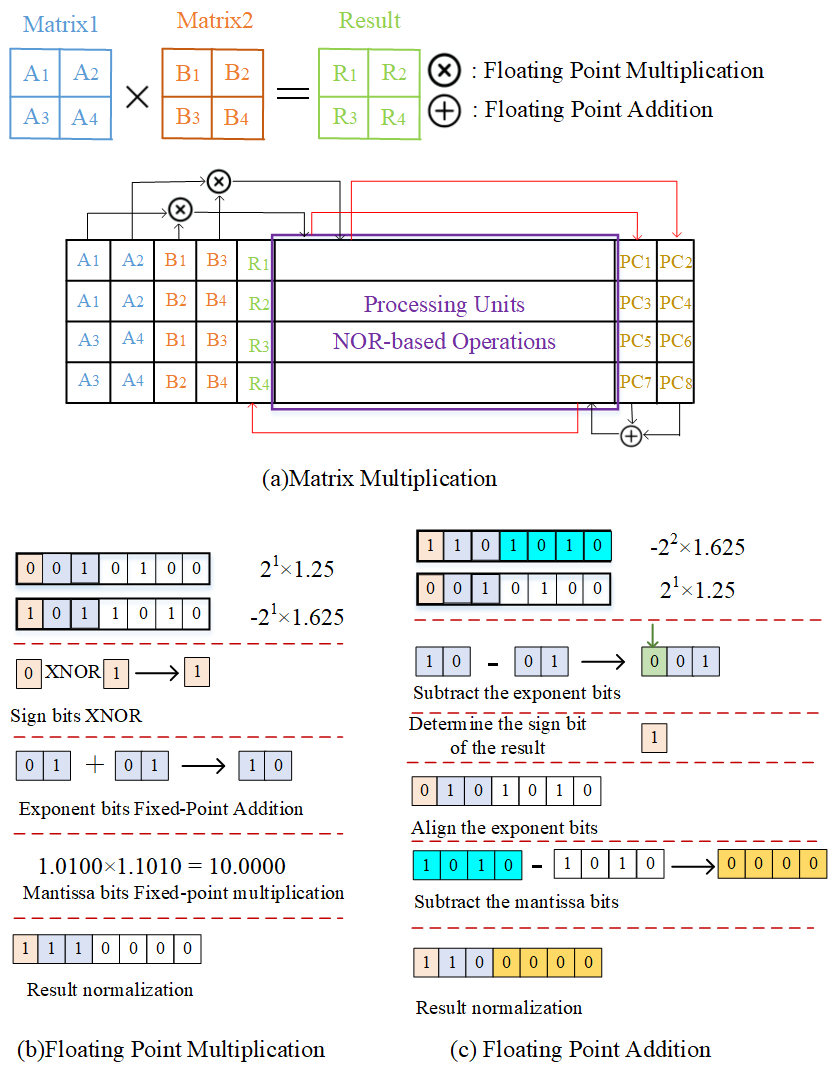 Matrix1 Matrix2 Result
A1 A2 B1 B2 R1 R2
× =
A3 A4 B3 B4 R3 R4
: Floating Point Multiplication
: Floating Point Addition
A1 A2 B1 B3 R1 PC1 PC2
A1 A2 B2 B4 R2 Processing Units PC3 PC4
A3 A4 B1 B3 R3 NOR-based Operations PC5 PC6
A3 A4 B2 B4 R4 PC7 PC8
(a)Matrix Multiplication
0 0 1 0 1 0 0 2^1×1.25
1 0 1 1 0 1 0 -2^1×1.625
0 XNOR 1 1
Sign bits XNOR
0 1 + 0 1 1 0
Exponent bits Fixed-Point Addition
1.0100×1.1010 = 10.0000
Mantissa bits Fixed-point multiplication
1 1 1 0 0 0 0
Result normalization
(b)Floating Point Multiplication
1 1 0 1 0 1 0 -2^2×1.625
0 0 1 0 1 0 0 2^1×1.25
1 0 - 0 1 0 0 1
Subtract the exponent bits
Determine the sign bit
of the result 1
0 1 0 1 0 1 0
Align the exponent bits
1 0 1 0 - 1 0 1 0 0 0 0 0
Subtract the mantissa bits
1 1 0 0 0 0 0
Result normalization
(c) Floating Point Addition